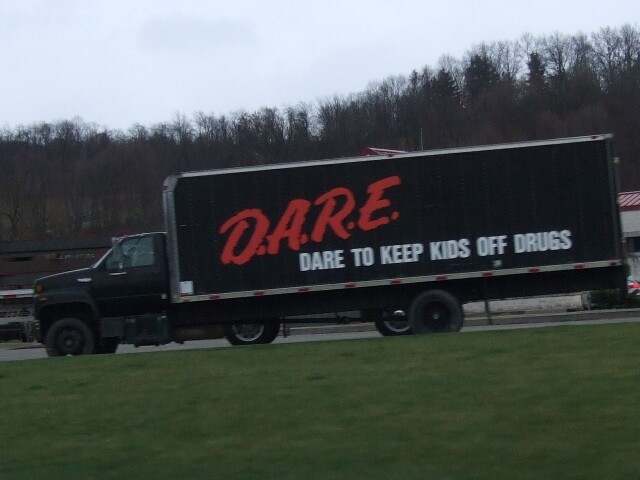 D.A.R.E.
DARE TO KEEP KIDS OFF DRUGS